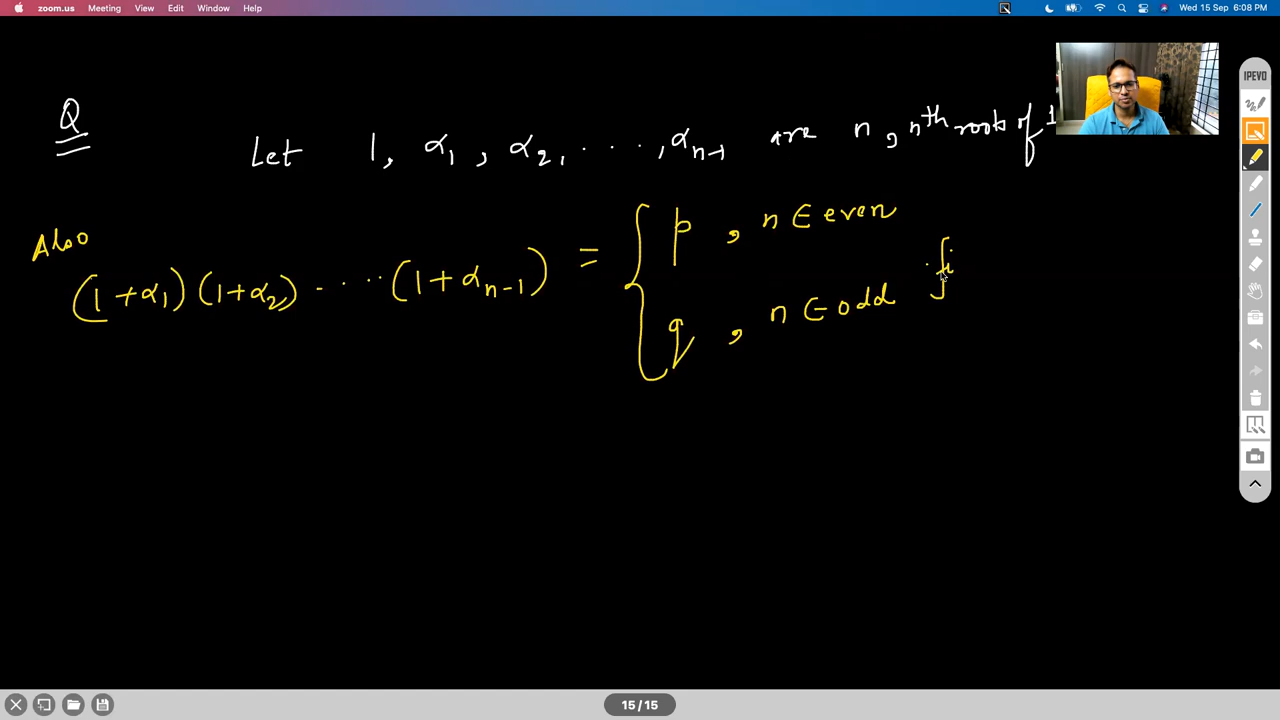 zoom.us Meeting View Edit Window Help Wed 15 Sep 6:08 PM
IPEVO
Q
Let 1, α₁, α₂, . . . , αₙ₋₁ are n, nᵗʰ roots of 1
Also
(1+α₁)(1+α₂) - ....(1+αₙ₋₁) = { p , n ∈ even
q , n ∈ odd
15/15